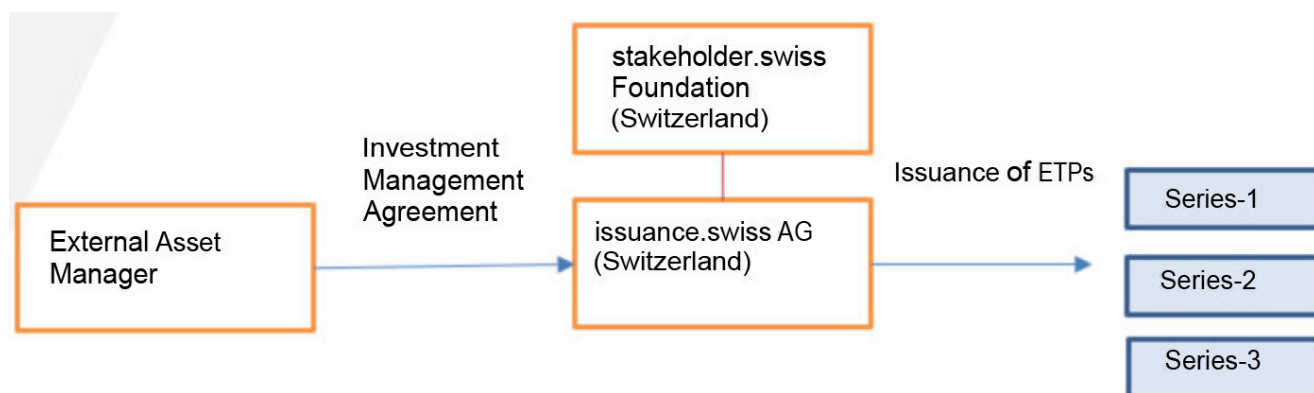 stakeholder.swiss
Foundation
(Switzerland)
Investment
Management
Agreement
Issuance of ETPs
External Asset
Manager
issuance.swiss AG
(Switzerland)
Series-1
Series-2
Series-3